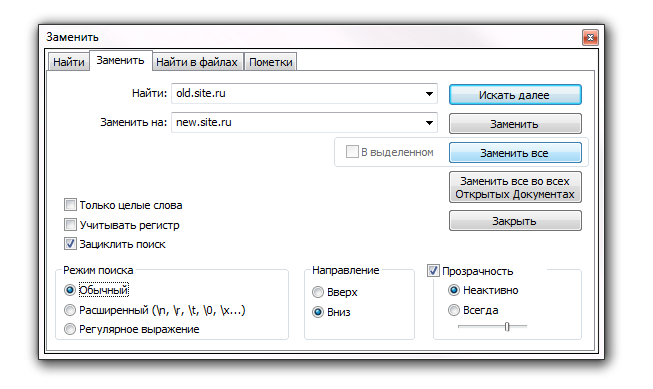 Заменить
Найти Заменить Найти в файлах Пометки
Найти: old.site.ru Искать далее
Заменить на: new.site.ru Заменить
В выделенном Заменить все
Заменить все во всех
Открытых Документах
Только целые слова
Учитывать регистр Закрыть
Зациклить поиск
Режим поиска Направление Прозрачность
Обычный Вверх Неактивно
Расширенный (\n, \r, \t, \0, \x...) Вниз Всегда
Регулярное выражение